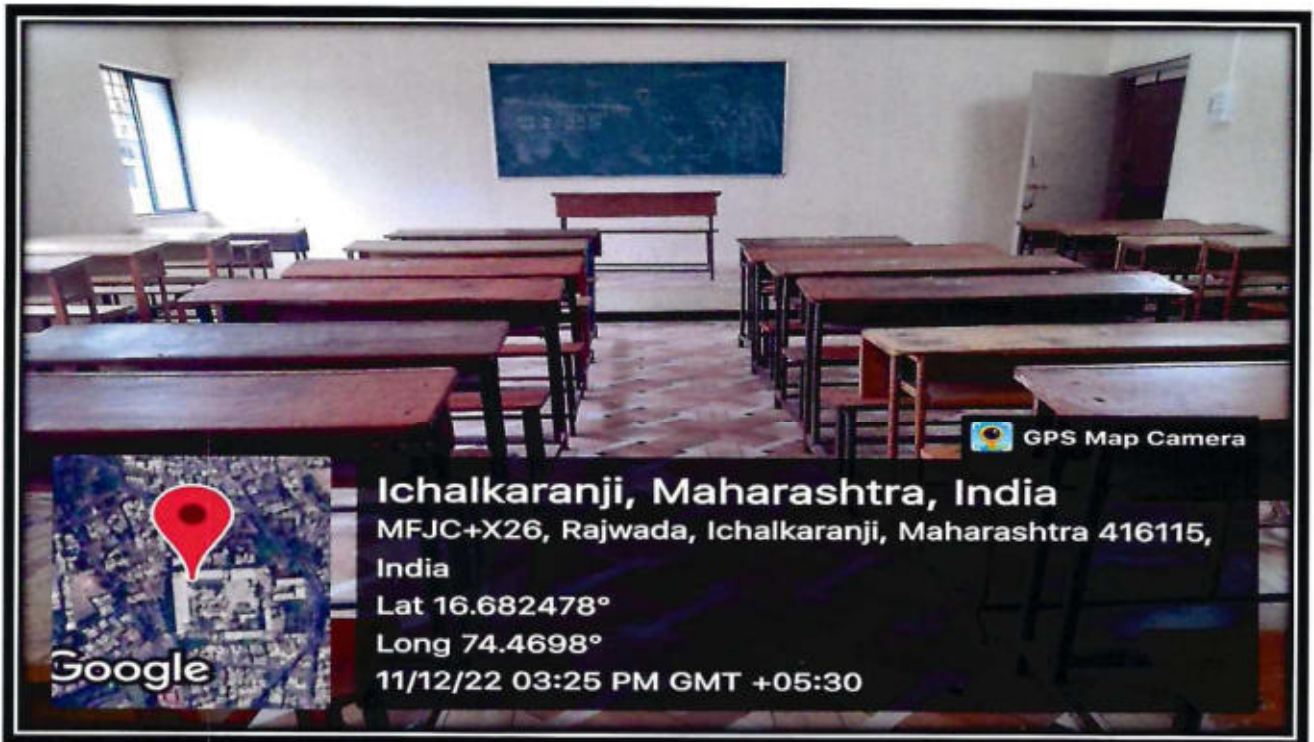 GPS Map Camera
Ichalkaranji, Maharashtra, India
MFJC+X26, Rajwada, Ichalkaranji, Maharashtra 416115,
India
Lat 16.682478°
Long 74.4698°
11/12/22 03:25 PM GMT +05:30
Google